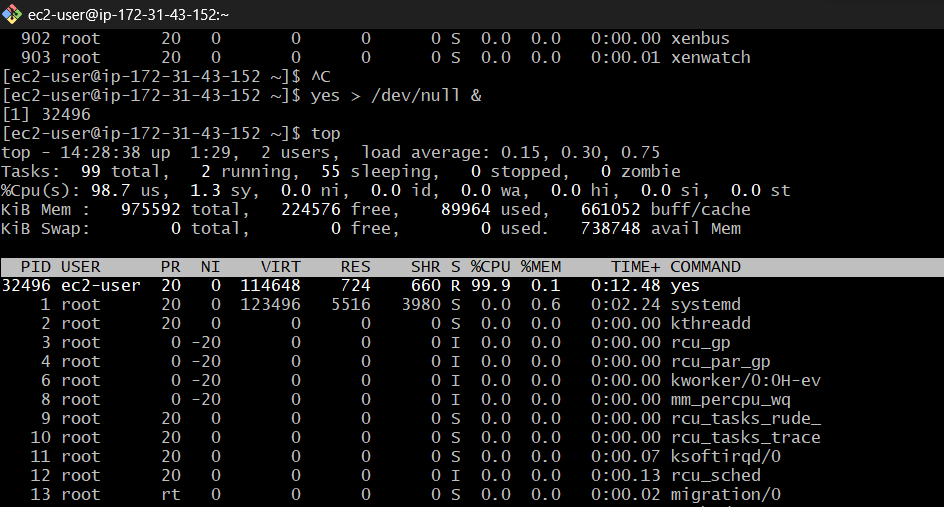 ec2-user@ip-172-31-43-152:~
902 root 20 0 0 0 0 S 0.0 0.0 0:00.00 xenbus
903 root 20 0 0 0 0 S 0.0 0.0 0:00.01 xenwatch
[ec2-user@ip-172-31-43-152 ~]$ ^C
[ec2-user@ip-172-31-43-152 ~]$ yes > /dev/null &
[1] 32496
[ec2-user@ip-172-31-43-152 ~]$ top
top - 14:28:38 up 1:29, 2 users, load average: 0.15, 0.30, 0.75
Tasks: 99 total, 2 running, 55 sleeping, 0 stopped, 0 zombie
%Cpu(s): 98.7 us, 1.3 sy, 0.0 ni, 0.0 id, 0.0 wa, 0.0 hi, 0.0 si, 0.0 st
KiB Mem : 975592 total, 224576 free, 89964 used, 661052 buff/cache
KiB Swap: 0 total, 0 free, 0 used. 738748 avail Mem
PID USER PR NI VIRT RES SHR S %CPU %MEM TIME+ COMMAND
32496 ec2-user 20 0 114648 724 660 R 99.9 0.1 0:12.48 yes
1 root 20 0 123496 5516 3980 S 0.0 0.6 0:02.24 systemd
2 root 20 0 0 0 0 S 0.0 0.0 0:00.00 kthreadd
3 root 0 -20 0 0 0 I 0.0 0.0 0:00.00 rcu_gp
4 root 0 -20 0 0 0 I 0.0 0.0 0:00.00 rcu_par_gp
6 root 0 -20 0 0 0 I 0.0 0.0 0:00.00 kworker/0:0H-ev
8 root 0 -20 0 0 0 I 0.0 0.0 0:00.00 mm_percpu_wq
9 root 20 0 0 0 0 S 0.0 0.0 0:00.00 rcu_tasks_rude_
10 root 20 0 0 0 0 S 0.0 0.0 0:00.00 rcu_tasks_trace
11 root 20 0 0 0 0 S 0.0 0.0 0:00.07 ksoftirqd/0
12 root 20 0 0 0 0 I 0.0 0.0 0:00.13 rcu_sched
13 root rt 0 0 0 0 S 0.0 0.0 0:00.02 migration/0